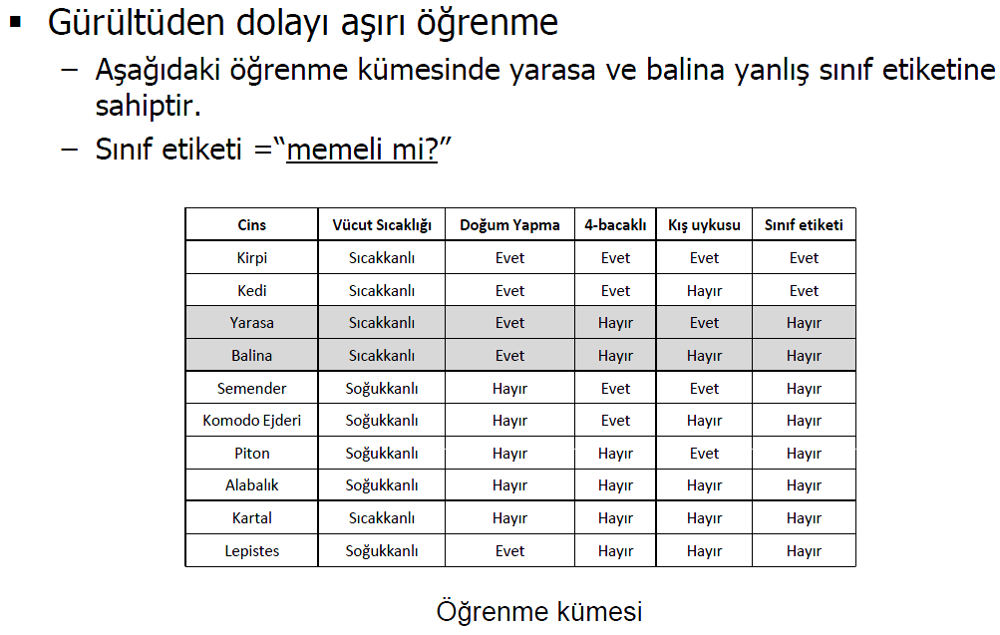 ▪ Gürültüden dolayı aşırı öğrenme
– Aşağıdaki öğrenme kümesinde yarasa ve balina yanlış sınıf etiketine
sahiptir.
– Sınıf etiketi =“memeli mi?”
Cins Vücut Sıcaklığı Doğum Yapma 4-bacaklı Kış uykusu Sınıf etiketi
Kirpi Sıcakkanlı Evet Evet Evet Evet
Kedi Sıcakkanlı Evet Evet Hayır Evet
Yarasa Sıcakkanlı Evet Hayır Evet Hayır
Balina Sıcakkanlı Evet Hayır Hayır Hayır
Semender Soğukkanlı Hayır Evet Evet Hayır
Komodo Ejderi Soğukkanlı Hayır Evet Hayır Hayır
Piton Soğukkanlı Hayır Hayır Evet Hayır
Alabalık Soğukkanlı Hayır Hayır Hayır Hayır
Kartal Sıcakkanlı Hayır Hayır Hayır Hayır
Lepistes Soğukkanlı Evet Hayır Hayır Hayır
Öğrenme kümesi